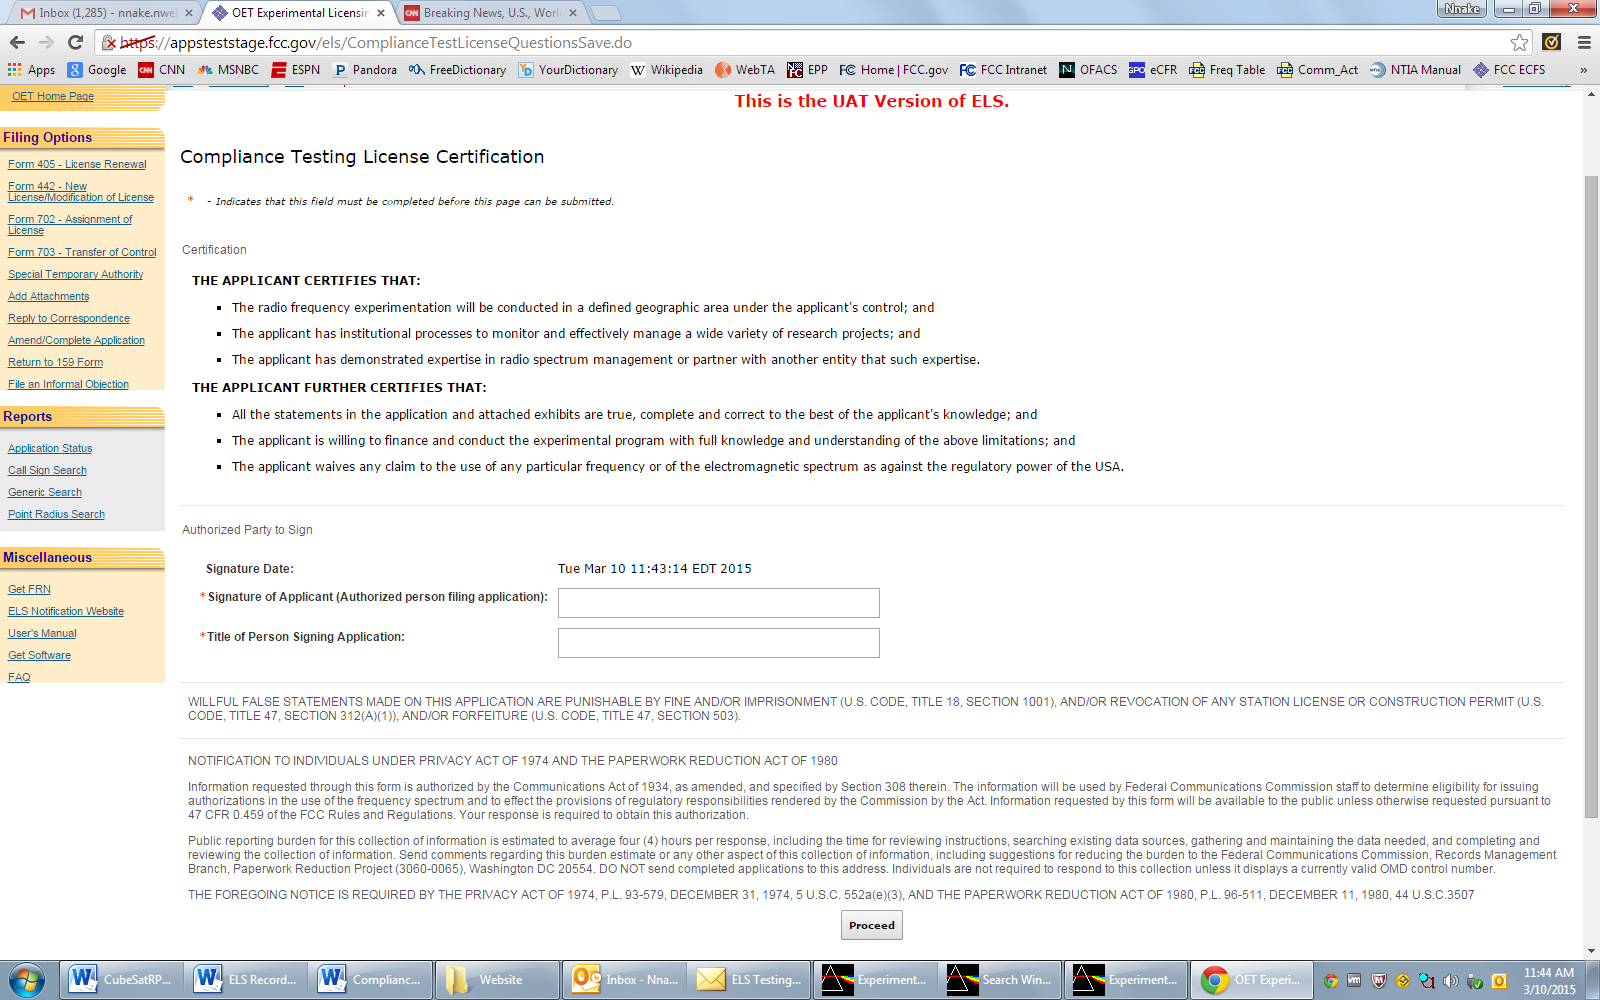 Inbox (1,285) - nnake.nwel
OET Experimental Licensin
CNN Breaking News, U.S., Worl
Nnake
https://appsteststage.fcc.gov/els/ComplianceTestLicenseQuestionsSave.do
Apps Google CNN MSNBC ESPN Pandora FreeDictionary YourDictionary Wikipedia WebTA EPP Home | FCC.gov FCC Intranet OFACS eCFR Freq Table Comm_Act NTIA Manual FCC ECFS »
OET Home Page
Filing Options
Form 405 - License Renewal
Form 442 - New
License/Modification of License
Form 702 - Assignment of
License
Form 703 - Transfer of Control
Special Temporary Authority
Add Attachments
Reply to Correspondence
Amend/Complete Application
Return to 159 Form
File an Informal Objection
Reports
Application Status
Call Sign Search
Generic Search
Point Radius Search
Miscellaneous
Get FRN
ELS Notification Website
User's Manual
Get Software
FAQ
This is the UAT Version of ELS.
Compliance Testing License Certification
* - Indicates that this field must be completed before this page can be submitted.
Certification
THE APPLICANT CERTIFIES THAT:
The radio frequency experimentation will be conducted in a defined geographic area under the applicant's control; and
The applicant has institutional processes to monitor and effectively manage a wide variety of research projects; and
The applicant has demonstrated expertise in radio spectrum management or partner with another entity that such expertise.
THE APPLICANT FURTHER CERTIFIES THAT:
All the statements in the application and attached exhibits are true, complete and correct to the best of the applicant's knowledge; and
The applicant is willing to finance and conduct the experimental program with full knowledge and understanding of the above limitations; and
The applicant waives any claim to the use of any particular frequency or of the electromagnetic spectrum as against the regulatory power of the USA.
Authorized Party to Sign
Signature Date: Tue Mar 10 11:43:14 EDT 2015
*Signature of Applicant (Authorized person filing application):
*Title of Person Signing Application:
WILLFUL FALSE STATEMENTS MADE ON THIS APPLICATION ARE PUNISHABLE BY FINE AND/OR IMPRISONMENT (U.S. CODE, TITLE 18, SECTION 1001), AND/OR REVOCATION OF ANY STATION LICENSE OR CONSTRUCTION PERMIT (U.S.
CODE, TITLE 47, SECTION 312(A)(1)), AND/OR FORFEITURE (U.S. CODE, TITLE 47, SECTION 503).
NOTIFICATION TO INDIVIDUALS UNDER PRIVACY ACT OF 1974 AND THE PAPERWORK REDUCTION ACT OF 1980
Information requested through this form is authorized by the Communications Act of 1934, as amended, and specified by Section 308 therein. The information will be used by Federal Communications Commission staff to determine eligibility for issuing
authorizations in the use of the frequency spectrum and to effect the provisions of regulatory responsibilities rendered by the Commission by the Act. Information requested by this form will be available to the public unless otherwise requested pursuant to
47 CFR 0.459 of the FCC Rules and Regulations. Your response is required to obtain this authorization.
Public reporting burden for this collection of information is estimated to average four (4) hours per response, including the time for reviewing instructions, searching existing data sources, gathering and maintaining the data needed, and completing and
reviewing the collection of information. Send comments regarding this burden estimate or any other aspect of this collection of information, including suggestions for reducing the burden to the Federal Communications Commission, Records Management
Branch, Paperwork Reduction Project (3060-0065), Washington DC 20554. DO NOT send completed applications to this address. Individuals are not required to respond to this collection unless it displays a currently valid OMD control number.
THE FOREGOING NOTICE IS REQUIRED BY THE PRIVACY ACT OF 1974, P.L. 93-579, DECEMBER 31, 1974, 5 U.S.C. 552a(e)(3), AND THE PAPERWORK REDUCTION ACT OF 1980, P.L. 96-511, DECEMBER 11, 1980, 44 U.S.C.3507
Proceed
CubeSatRP... ELS Record... Complianc... Website Inbox - Nna... ELS Testing... Experiment... Search Win... Experiment... OET Experi...
11:44 AM
3/10/2015